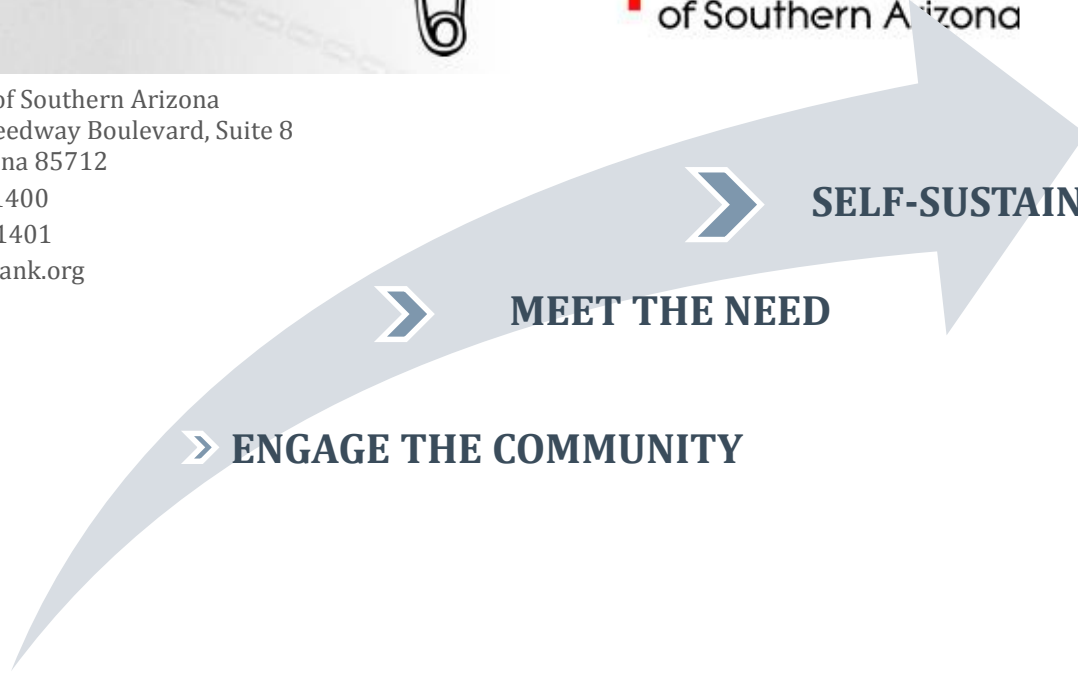 of Southern Arizona
of Southern Arizona
eedway Boulevard, Suite 8
na 85712
1400
1401
ank.org
SELF-SUSTAIN
MEET THE NEED
ENGAGE THE COMMUNITY